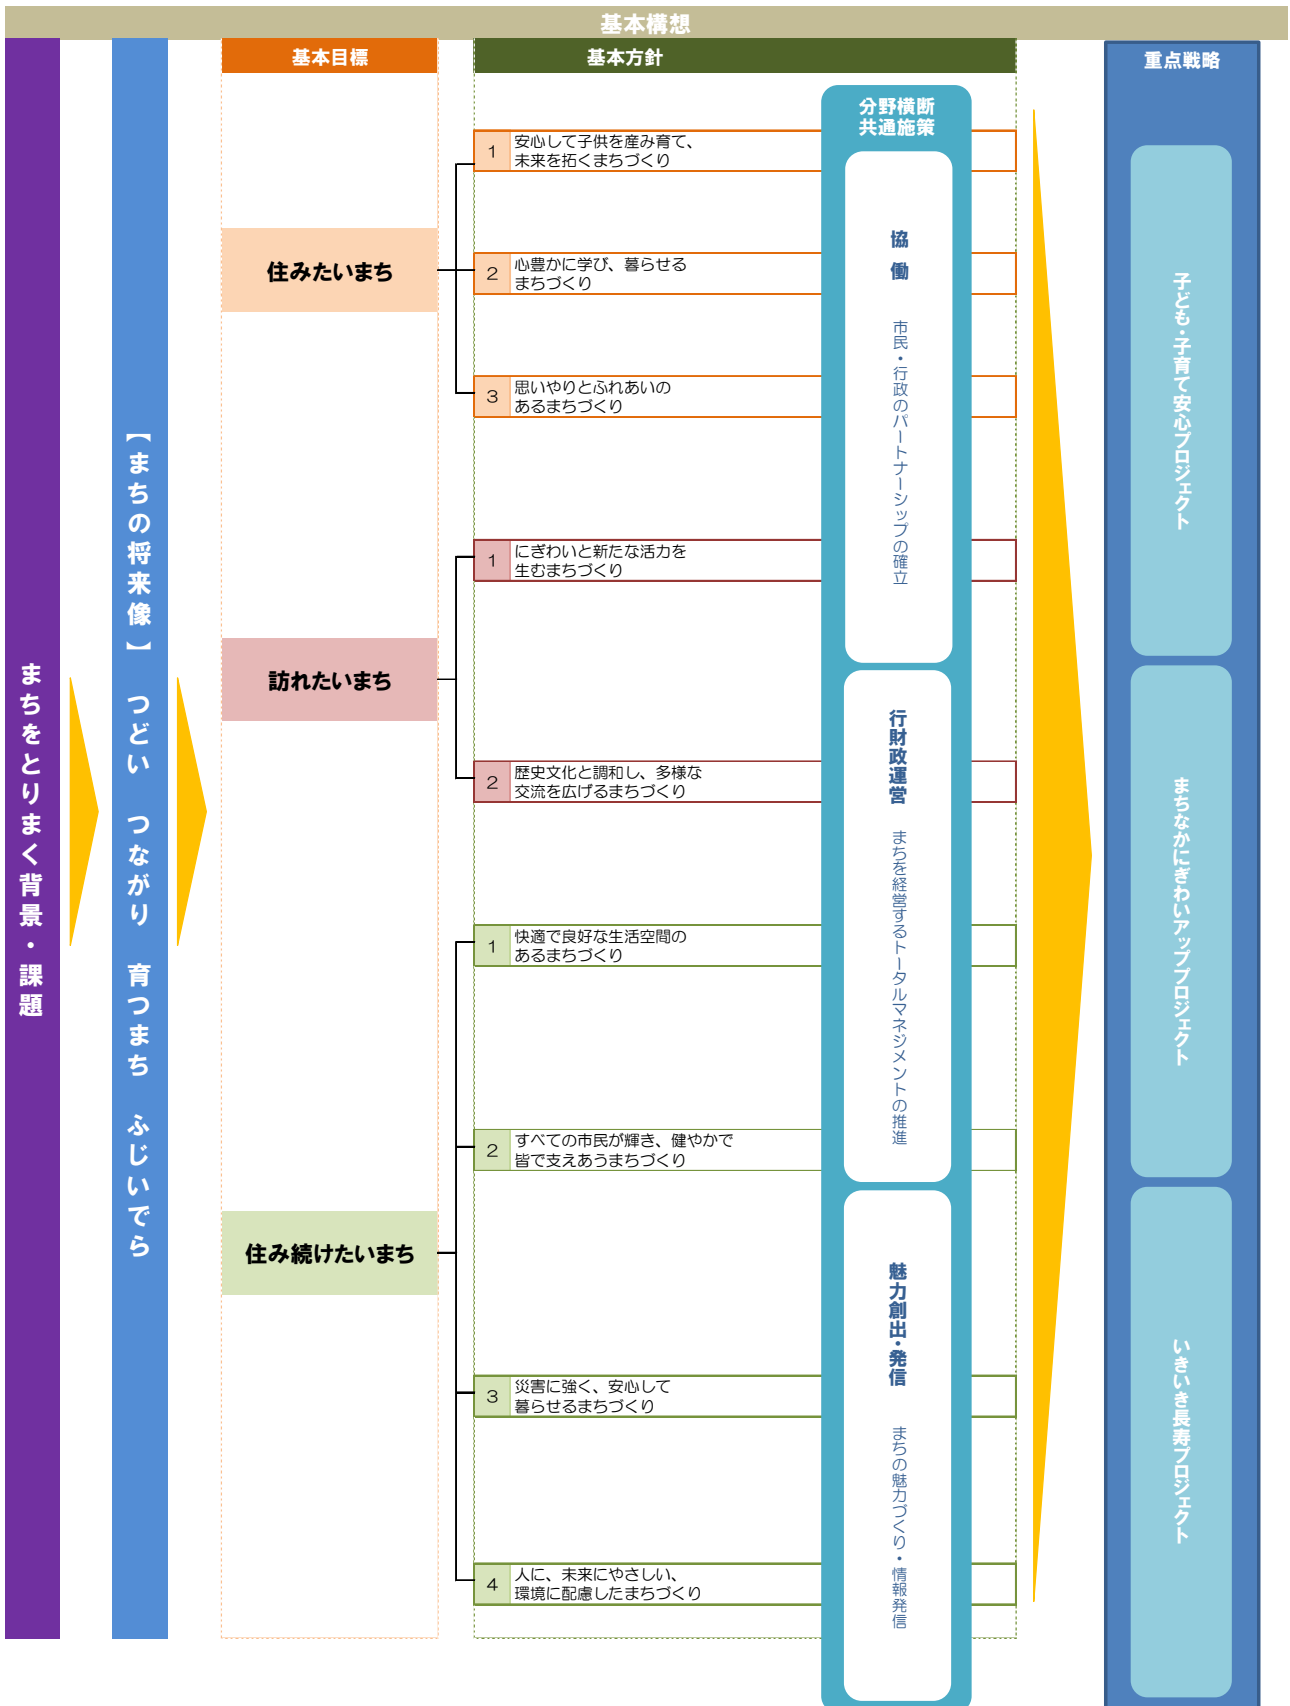 基本構想
まちをとりまく背景・課題
【まちの将来像】 つどい つながり 育つまち ふじいでら
基本目標
住みたいまち
訪れたいまち
住み続けたいまち
基本方針
1
安心して子供を産み育て、
未来を拓くまちづくり
2
心豊かに学び、暮らせる
まちづくり
3
思いやりとふれあいの
あるまちづくり
1
にぎわいと新たな活力を
生むまちづくり
2
歴史文化と調和し、多様な
交流を広げるまちづくり
1
快適で良好な生活空間の
あるまちづくり
2
すべての市民が輝き、健やかで
皆で支えあうまちづくり
3
災害に強く、安心して
暮らせるまちづくり
4
人に、未来にやさしい、
環境に配慮したまちづくり
分野横断
共通施策
協働 市民・行政のパートナーシップの確立
行財政運営 まちを経営するトータルマネジメントの推進
魅力創出・発信 まちの魅力づくり・情報発信
重点戦略
子ども・子育て安心プロジェクト
まちなかにぎわいアッププロジェクト
いきいき長寿プロジェクト